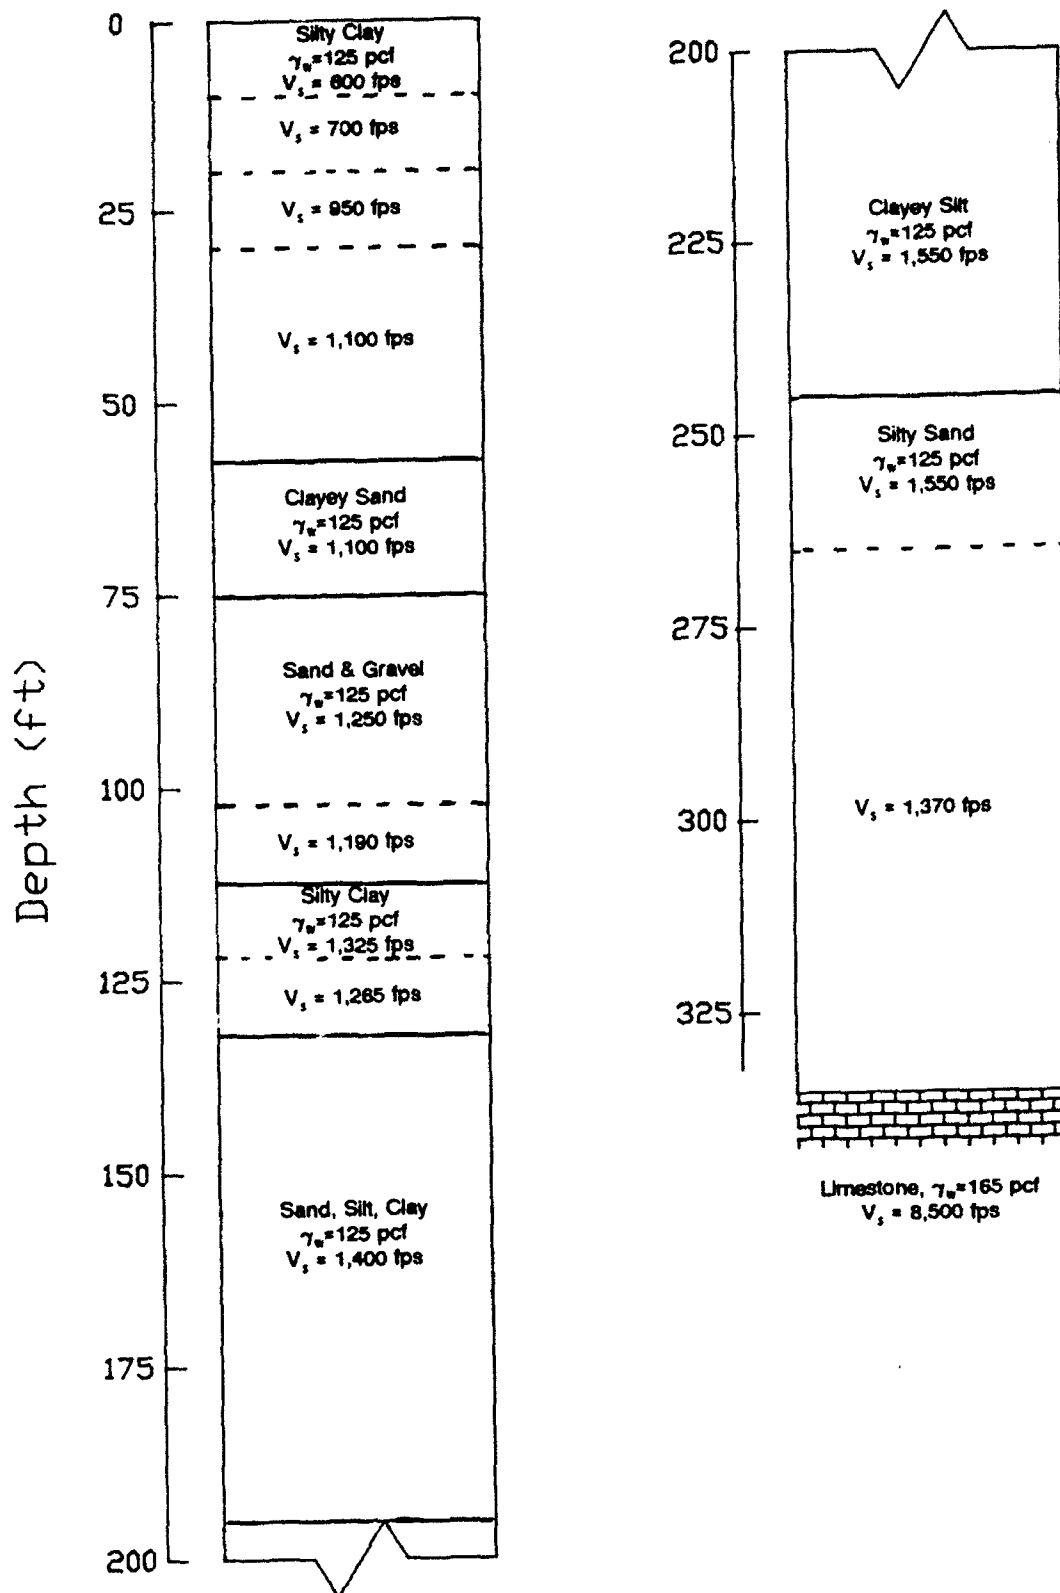 Depth (ft)
0
25
50
75
100
125
150
175
200
Silty Clay
γw=125 pcf
Vs = 600 fps
Vs = 700 fps
Vs = 950 fps
Vs = 1,100 fps
Clayey Sand
γw=125 pcf
Vs = 1,100 fps
Sand & Gravel
γw=125 pcf
Vs = 1,250 fps
Vs = 1,190 fps
Silty Clay
γw=125 pcf
Vs = 1,325 fps
Vs = 1,265 fps
Sand, Silt, Clay
γw=125 pcf
Vs = 1,400 fps
200
225
250
275
300
325
Clayey Silt
γw=125 pcf
Vs = 1,550 fps
Silty Sand
γw=125 pcf
Vs = 1,550 fps
Vs = 1,370 fps
Limestone, γw=165 pcf
Vs = 8,500 fps